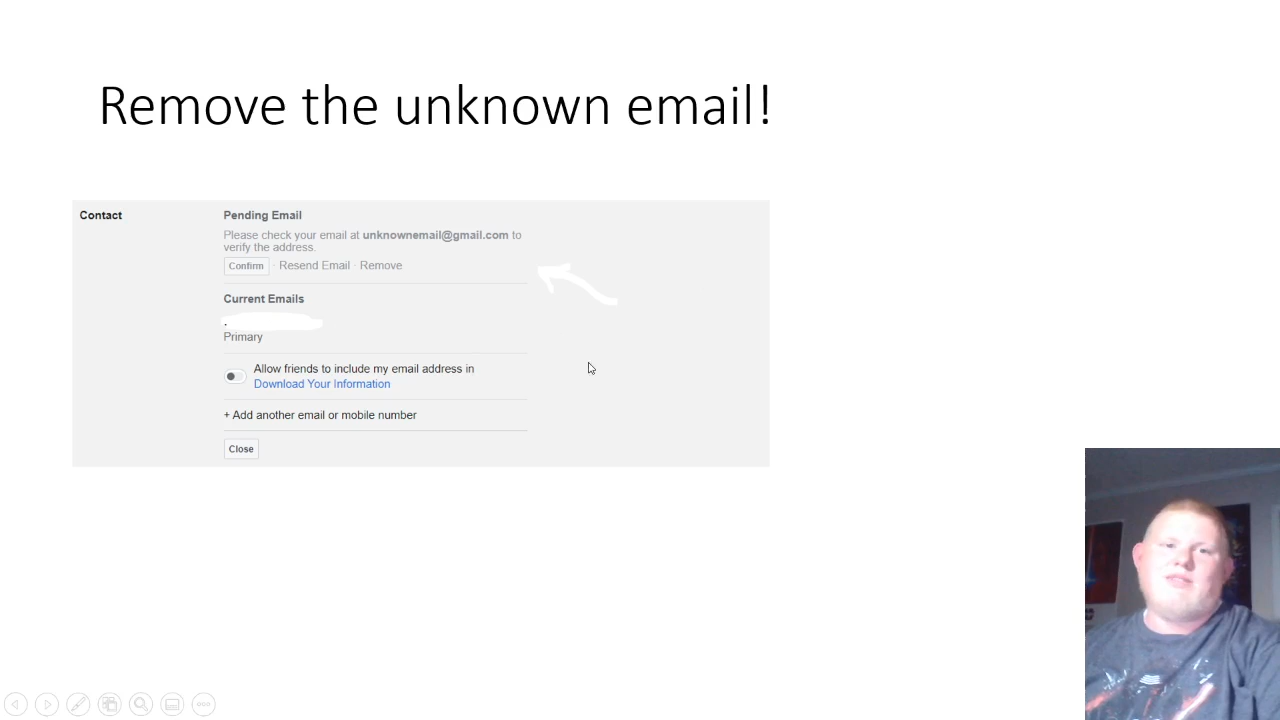 Remove the unknown email!
Contact
Pending Email
Please check your email at unknownemail@gmail.com to
verify the address.
Confirm · Resend Email · Remove
Current Emails
Primary
Allow friends to include my email address in
Download Your Information
+ Add another email or mobile number
Close